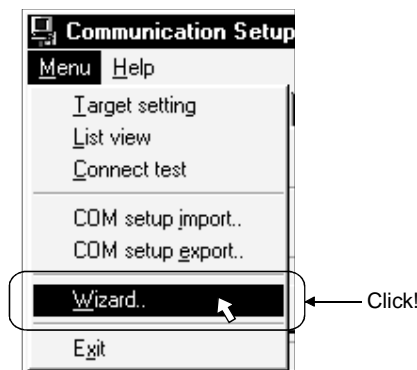 Communication Setup
Menu Help
Target setting
List view
Connect test
COM setup import..
COM setup export..
Wizard..
Click!
Exit